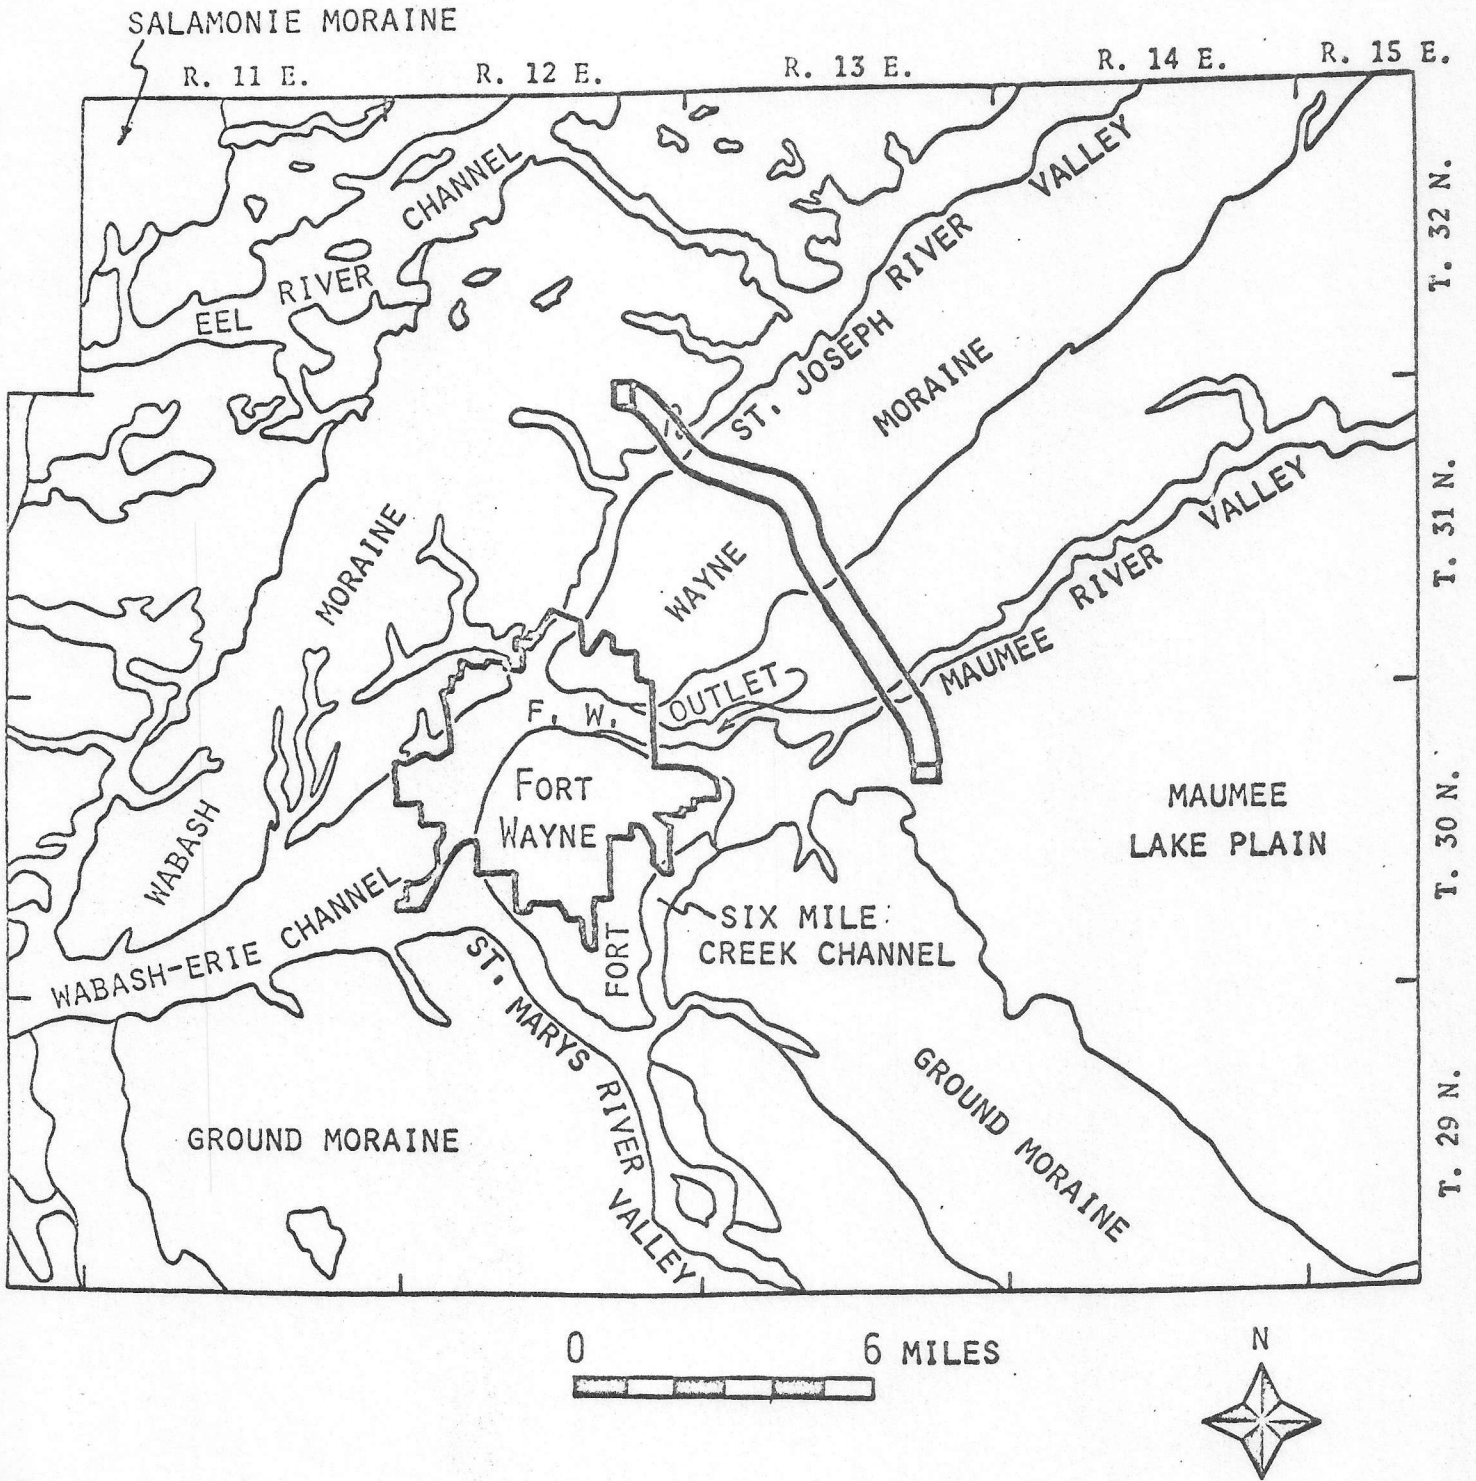 SALAMONIE MORAINE
R. 11 E.
R. 12 E.
R. 13 E.
R. 14 E.
R. 15 E.
T. 32 N.
T. 31 N.
T. 30 N.
T. 29 N.
EEL RIVER CHANNEL
ST. JOSEPH RIVER VALLEY
WABASH MORAINE
FORT WAYNE MORAINE
MAUMEE RIVER VALLEY
F. W. OUTLET
FORT
WAYNE
MAUMEE
LAKE PLAIN
SIX MILE
CREEK CHANNEL
WABASH-ERIE CHANNEL
ST. MARYS RIVER VALLEY
GROUND MORAINE
GROUND MORAINE
0 6 MILES
N